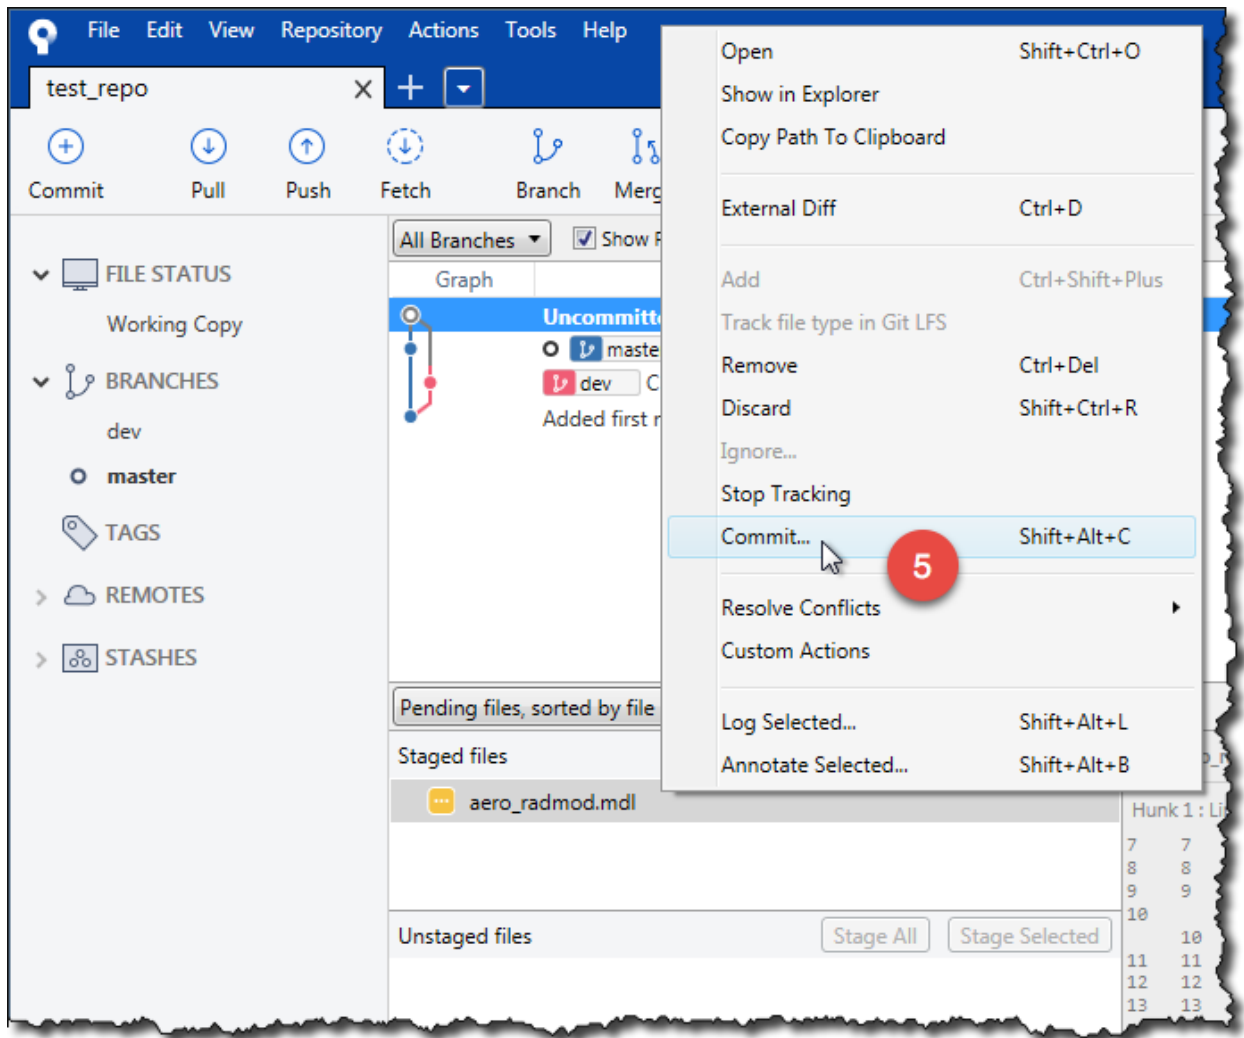 File Edit View Repository Actions Tools Help
test_repo
Commit Pull Push Fetch Branch
All Branches Show
Graph
FILE STATUS
Working Copy
BRANCHES
dev
master
TAGS
REMOTES
STASHES
dev
Added first
Pending files, sorted by file
Staged files
aero_radmod.mdl
Unstaged files Stage All Stage Selected
Open Shift+Ctrl+O
Show in Explorer
Copy Path To Clipboard
External Diff Ctrl+D
Add Ctrl+Shift+Plus
Track file type in Git LFS
Remove Ctrl+Del
Discard Shift+Ctrl+R
Ignore...
Stop Tracking
Commit... Shift+Alt+C
5
Resolve Conflicts
Custom Actions
Log Selected... Shift+Alt+L
Annotate Selected... Shift+Alt+B
Hunk 1 :
7 7
8 8
9 9
10
10
11 11
12 12
13 13